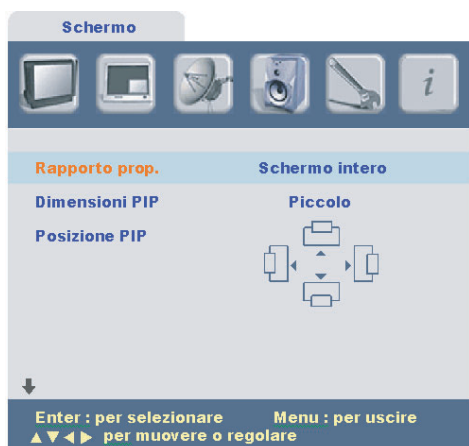 Schermo
i
Rapporto prop. Schermo intero
Dimensioni PIP Piccolo
Posizione PIP
Enter : per selezionare Menu : per uscire
▲▼◀▶ per muovere o regolare